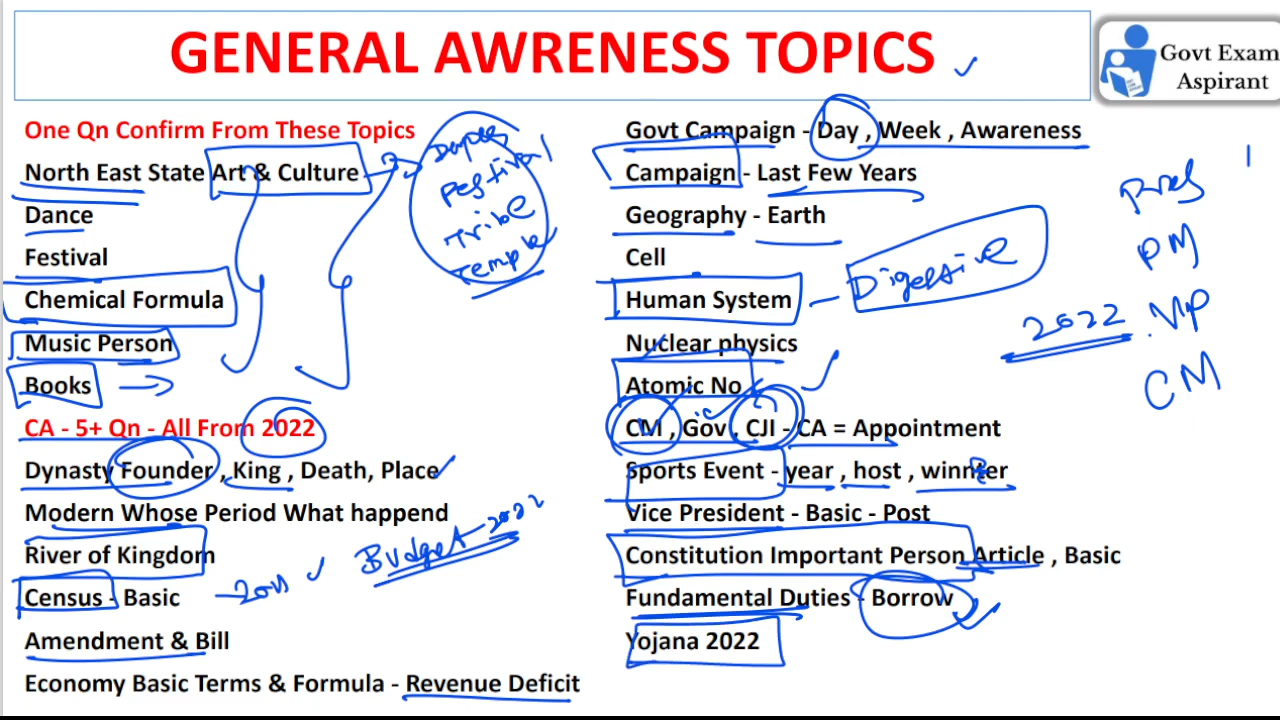 GENERAL AWRENESS TOPICS
Govt Exam
Aspirant
One Qn Confirm From These Topics
North East State Art & Culture
Dance
Festival
Chemical Formula
Music Person
Books
CA - 5+ Qn - All From 2022
Dynasty Founder , King , Death, Place
Modern Whose Period What happend
River of Kingdom
Census - Basic
2011
Budget - 2022
Amendment & Bill
Economy Basic Terms & Formula - Revenue Deficit
Dances
Festival
Tribe
Temple
Govt Campaign - Day , Week , Awareness
Campaign - Last Few Years
Geography - Earth
Cell
Human System
Digestive
Nuclear physics
Atomic No
CM , Gov , CJI - CA = Appointment
Sports Event - year , host , winnter
Vice President - Basic - Post
Constitution Important Person Article , Basic
Fundamental Duties - Borrow
Yojana 2022
Pres
PM
2022
VP
CM